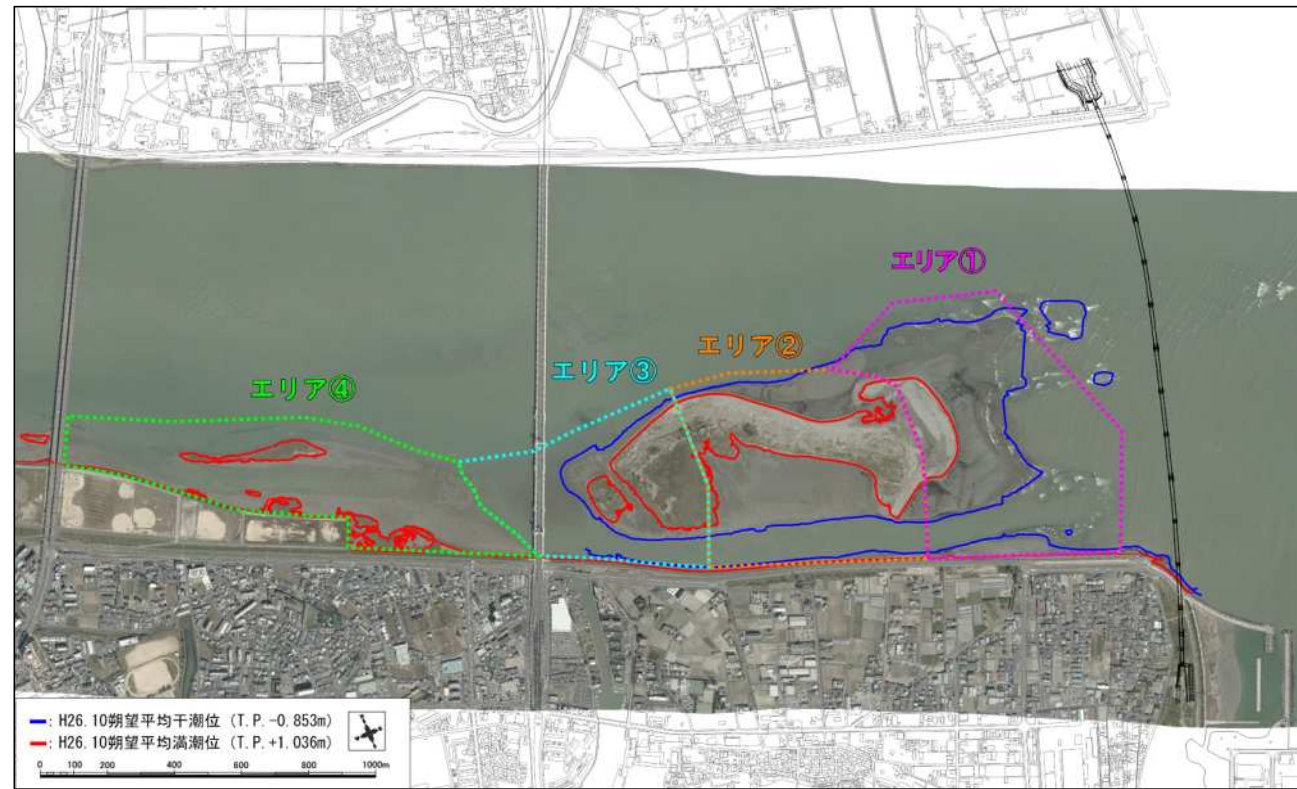 エリア①
エリア②
エリア③
エリア④
: H26.10朔望平均干潮位 (T.P.-0.853m)
: H26.10朔望平均満潮位 (T.P.+1.036m)
0 200 400 600 800 1000m